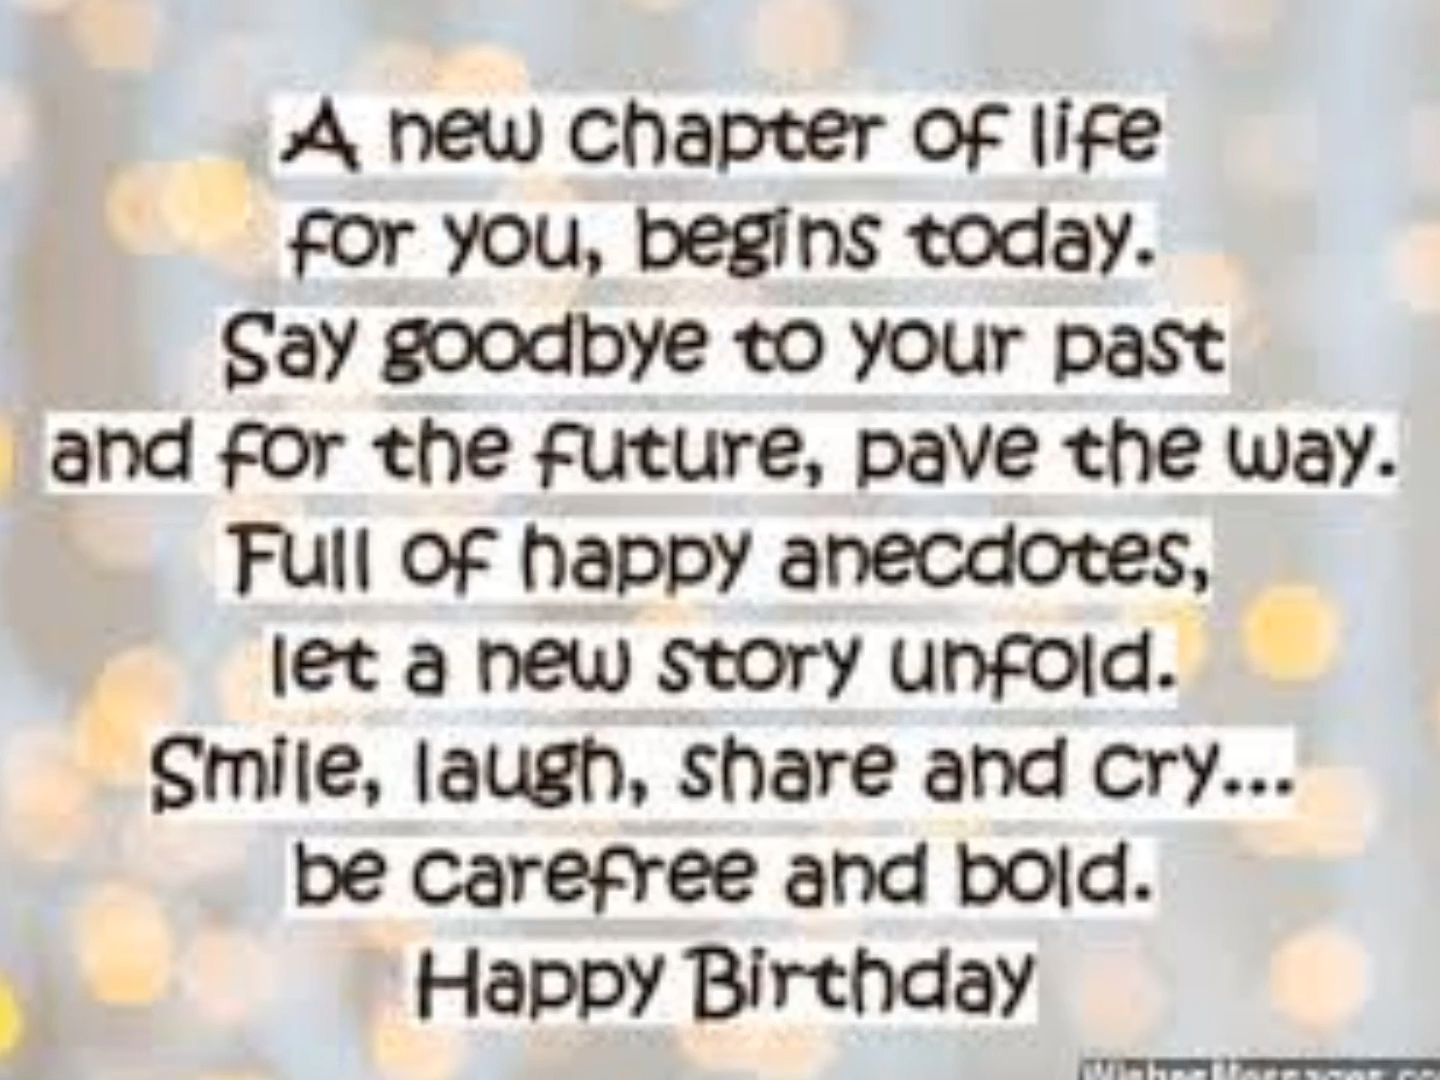 A new chapter of life
for you, begins today.
Say goodbye to your past
and for the future, pave the way.
Full of happy anecdotes,
let a new story unfold.
Smile, laugh, share and cry...
be carefree and bold.
Happy Birthday